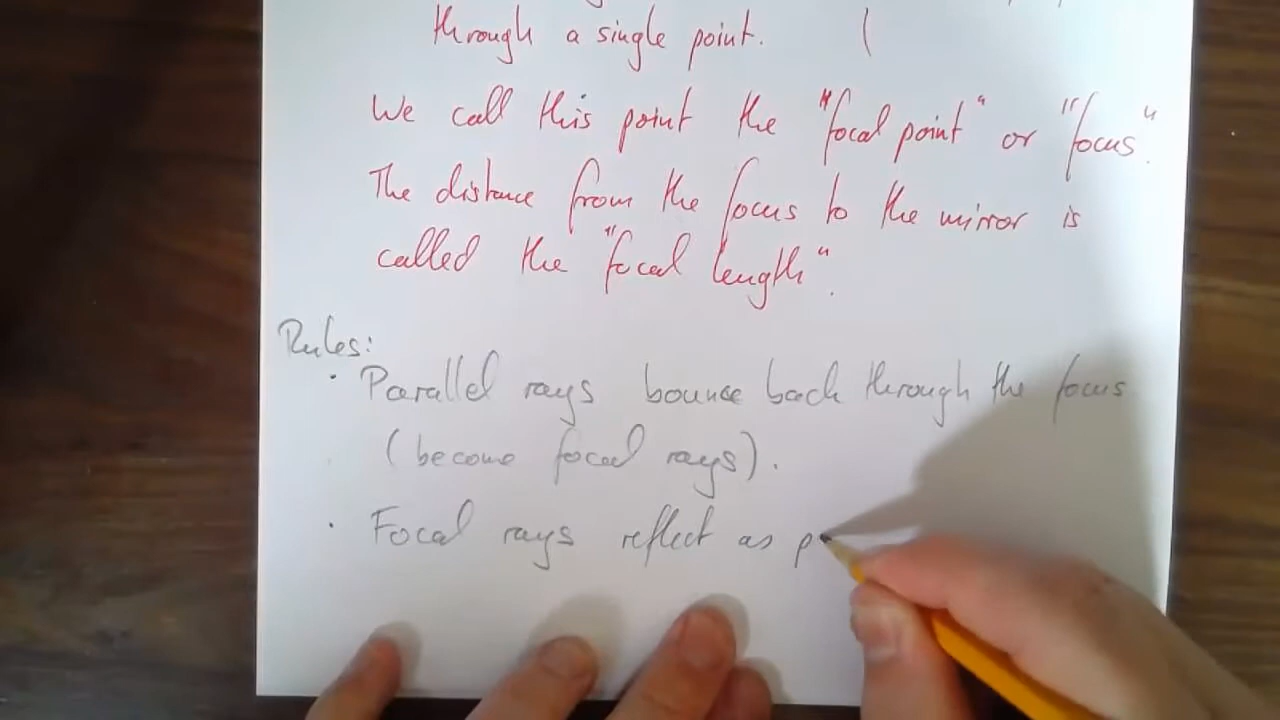 through a single point.
We call this point the "focal point" or "focus".
The distance from the focus to the mirror is
called the "focal length".
Rules:
· Parallel rays bounce back through the focus
(become focal rays).
· Focal rays reflect as p